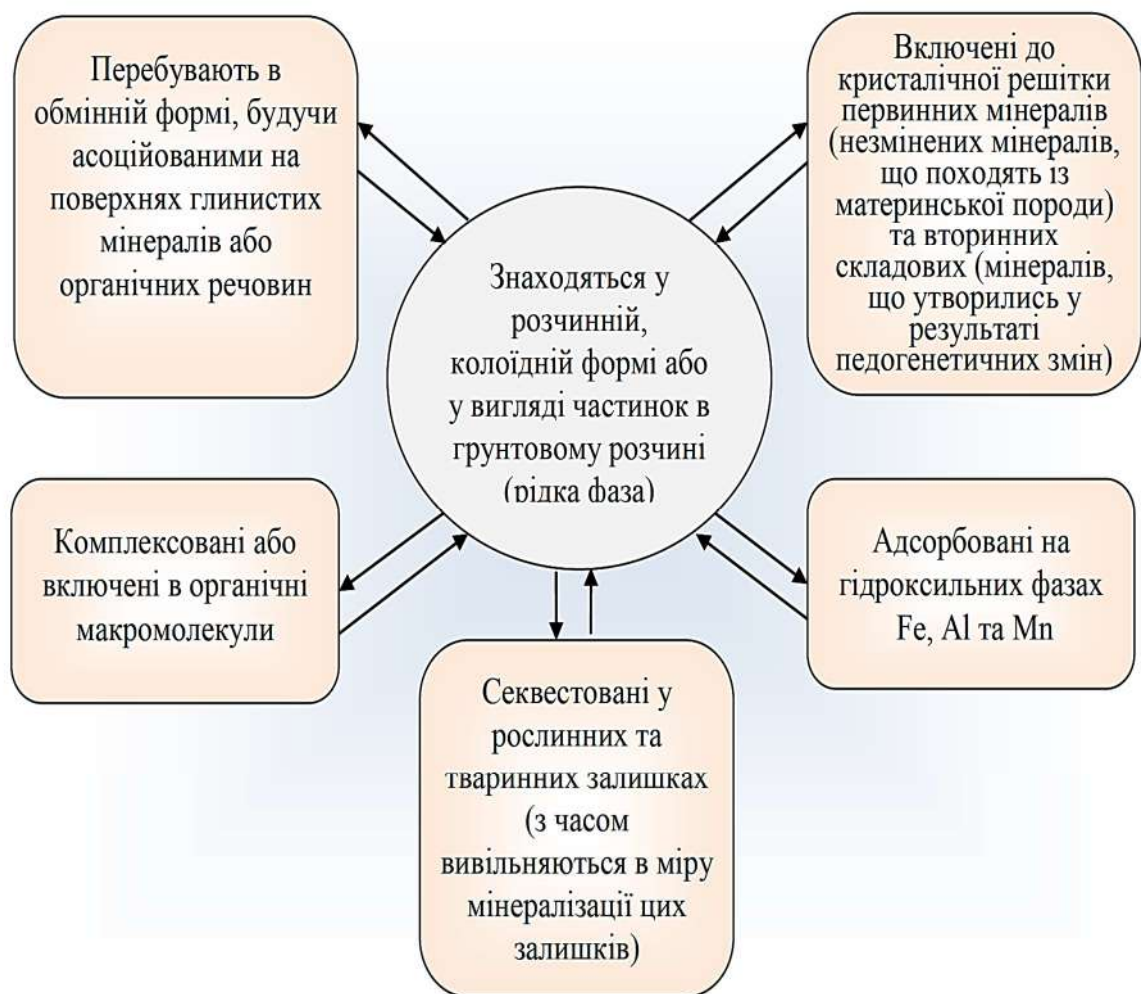 Перебувають в
обмінній формі, будучи
асоційованими на
поверхнях глинистих
мінералів або
органічних речовин
Включені до
кристалічної решітки
первинних мінералів
(незмінених мінералів,
що походять із
материнської породи)
та вторинних
складових (мінералів,
що утворились у
результаті
педогенетичних змін)
Знаходяться у
розчинній,
колоїдній формі або
у вигляді частинок в
грунтовому розчині
(рідка фаза)
Комплексовані або
включені в органічні
макромолекули
Адсорбовані на
гідроксильних фазах
Fe, Al та Mn
Секвестовані у
рослинних та
тваринних залишках
(з часом
вивільняються в міру
мінералізації цих
залишків)